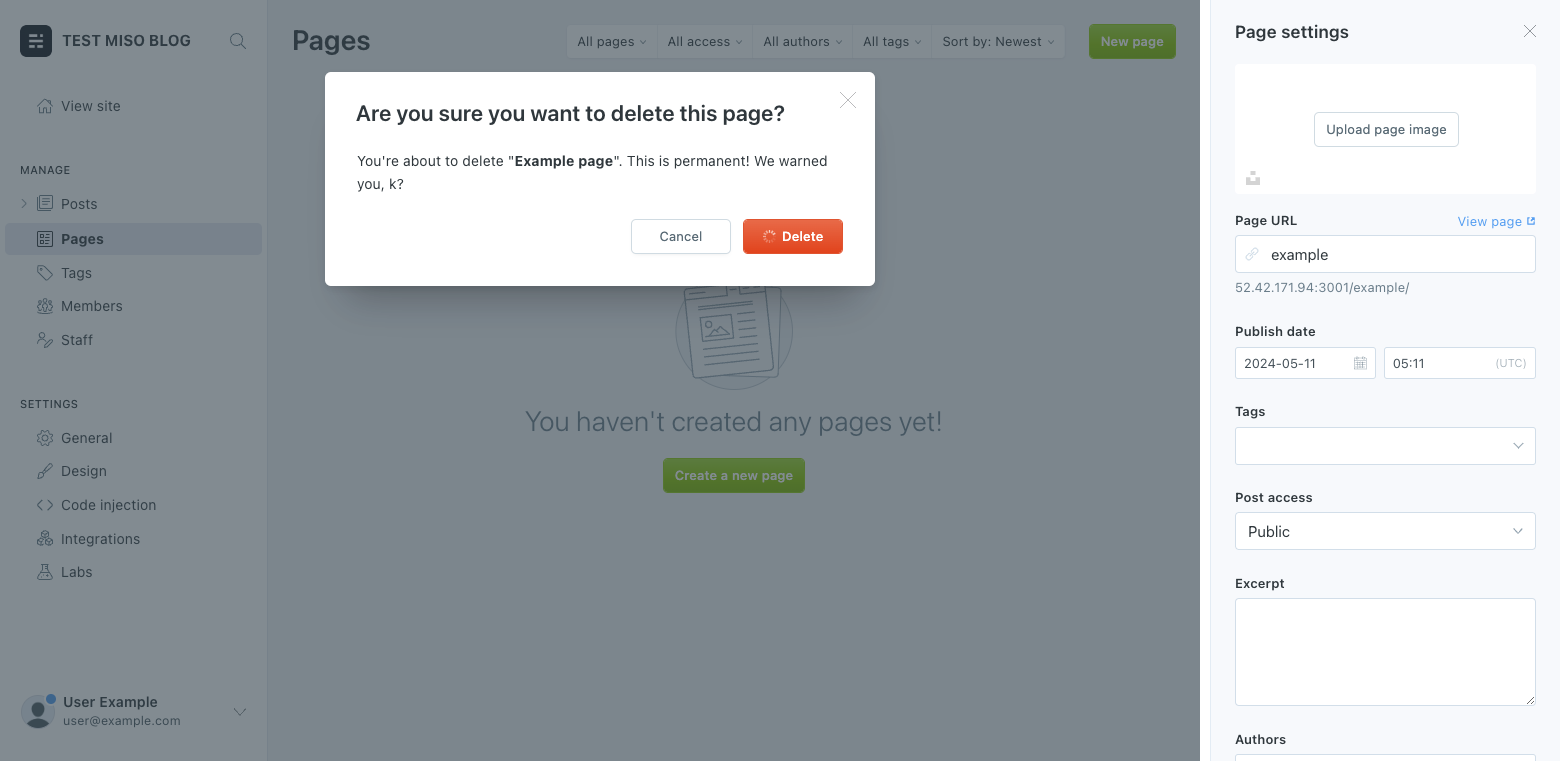 TEST MISO BLOG
View site
MANAGE
Posts
Pages
Tags
Members
Staff
SETTINGS
General
Design
Code injection
Integrations
Labs
User Example
user@example.com
Pages
All pages
All access
All authors
All tags
Sort by: Newest
New page
Are you sure you want to delete this page?
You're about to delete "Example page". This is permanent! We warned
you, k?
Cancel
Delete
You haven't created any pages yet!
Create a new page
Page settings
Upload page image
Page URL
View page
example
52.42.171.94:3001/example/
Publish date
2024-05-11
05:11
(UTC)
Tags
Post access
Public
Excerpt
Authors